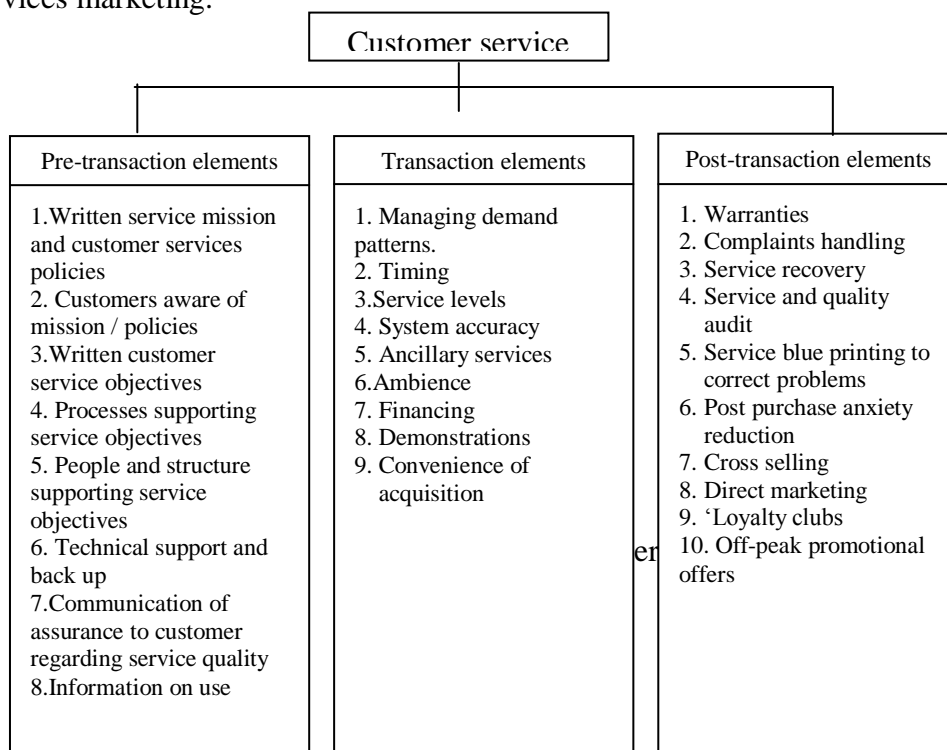 vices marketing.
Customer service
Pre-transaction elements
1.Written service mission
and customer services
policies
2. Customers aware of
mission / policies
3.Written customer
service objectives
4. Processes supporting
service objectives
5. People and structure
supporting service
objectives
6. Technical support and
back up
7.Communication of
assurance to customer
regarding service quality
8.Information on use
Transaction elements
1. Managing demand
patterns.
2. Timing
3.Service levels
4. System accuracy
5. Ancillary services
6.Ambience
7. Financing
8. Demonstrations
9. Convenience of
acquisition
er
Post-transaction elements
1. Warranties
2. Complaints handling
3. Service recovery
4. Service and quality
audit
5. Service blue printing to
correct problems
6. Post purchase anxiety
reduction
7. Cross selling
8. Direct marketing
9. ‘Loyalty clubs
10. Off-peak promotional
offers